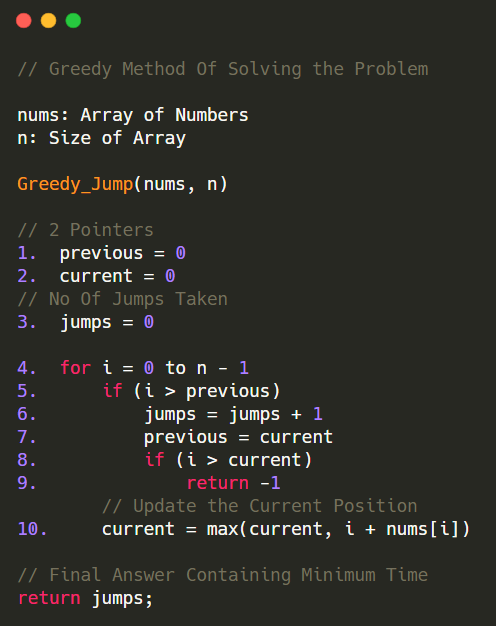 // Greedy Method Of Solving the Problem
nums: Array of Numbers
n: Size of Array
Greedy_Jump(nums, n)
// 2 Pointers
1. previous = 0
2. current = 0
// No Of Jumps Taken
3. jumps = 0
4. for i = 0 to n - 1
5. if (i > previous)
6. jumps = jumps + 1
7. previous = current
8. if (i > current)
9. return -1
// Update the Current Position
10. current = max(current, i + nums[i])
// Final Answer Containing Minimum Time
return jumps;